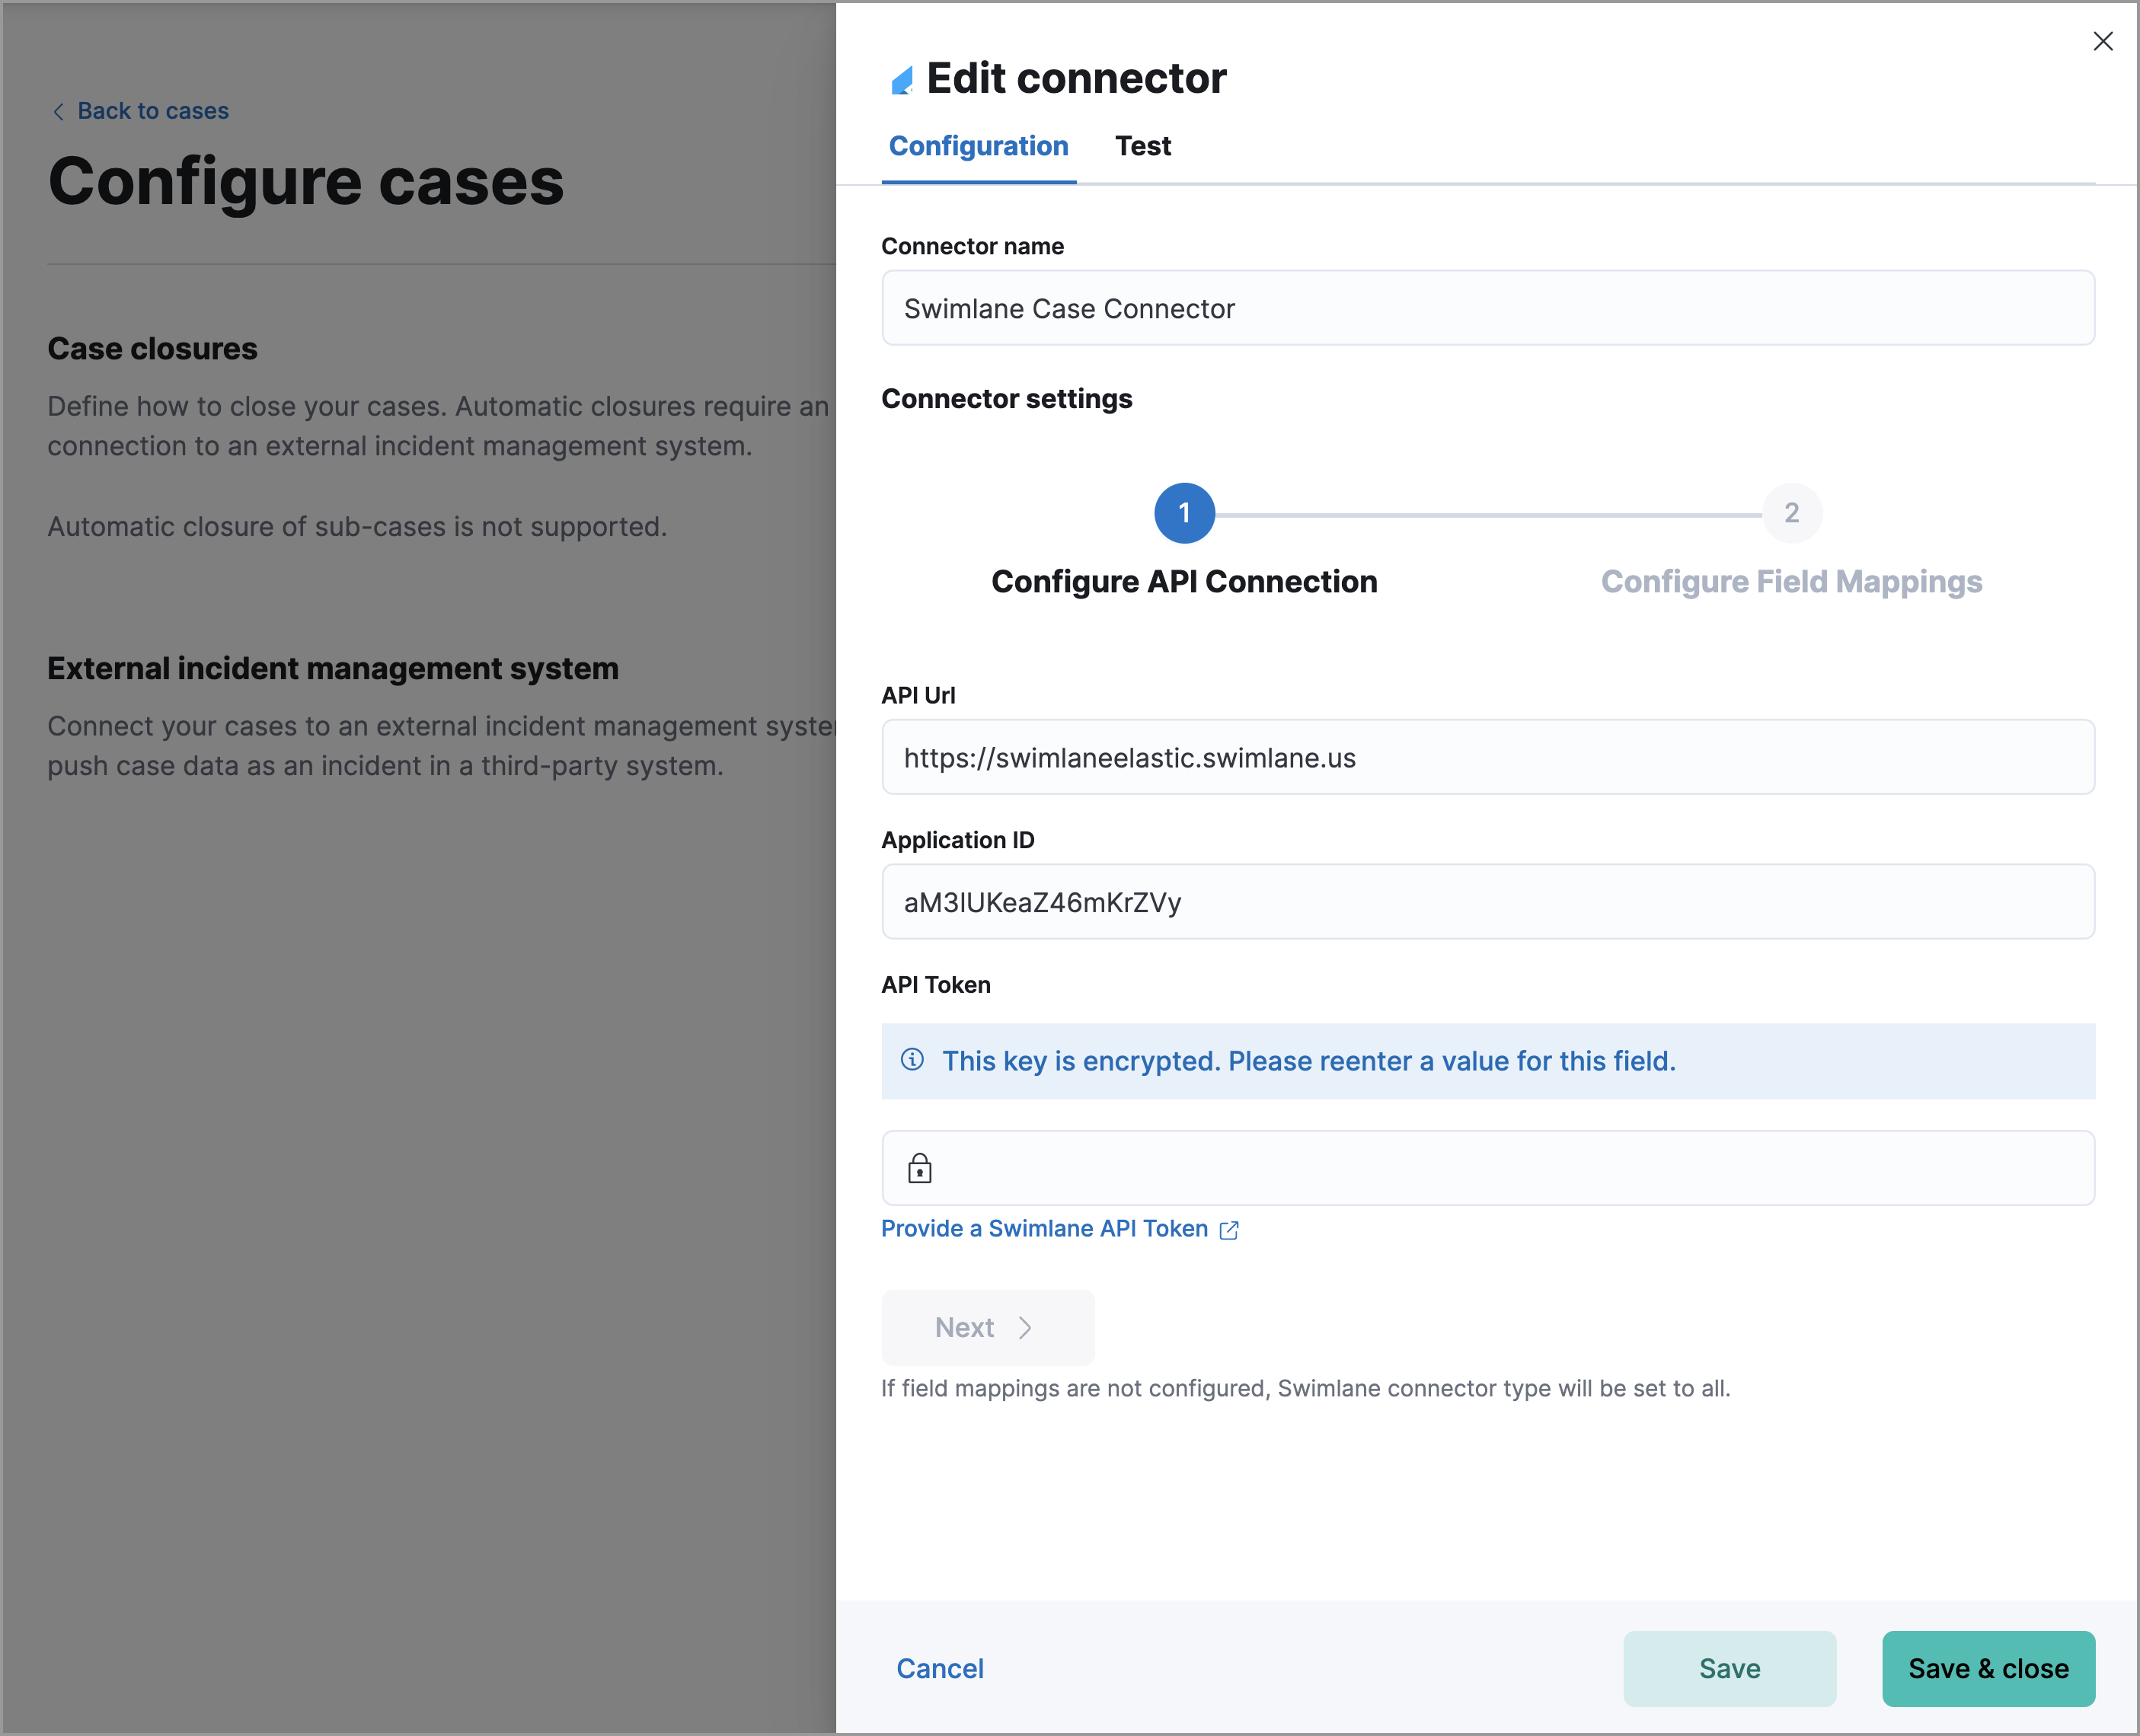 Back to cases
Configure cases
Case closures
Define how to close your cases. Automatic closures require an
connection to an external incident management system.
Automatic closure of sub-cases is not supported.
External incident management system
Connect your cases to an external incident management
push case data as an incident in a third-party system.
Edit connector
Configuration Test
Connector name
Swimlane Case Connector
Connector settings
1 2
Configure API Connection Configure Field Mappings
API Url
https://swimlaneelastic.swimlane.us
Application ID
aM3lUKeaZ46mKrZVy
API Token
This key is encrypted. Please reenter a value for this field.
Provide a Swimlane API Token
Next
If field mappings are not configured, Swimlane connector type will be set to all.
Cancel Save Save & close